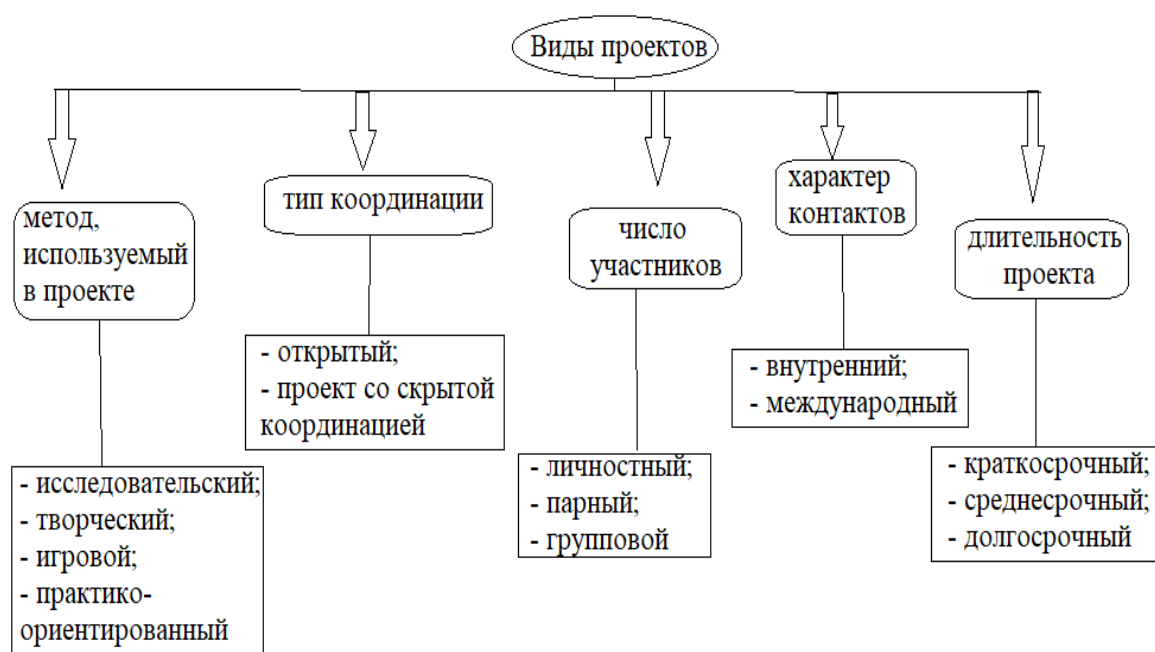 Виды проектов
метод,
используемый
в проекте
- исследовательский;
- творческий;
- игровой;
- практико-
ориентированный
тип координации
- открытый;
- проект со скрытой
координацией
число
участников
- личностный;
- парный;
- групповой
характер
контактов
- внутренний;
- международный
длительность
проекта
- краткосрочный;
- среднесрочный;
- долгосрочный